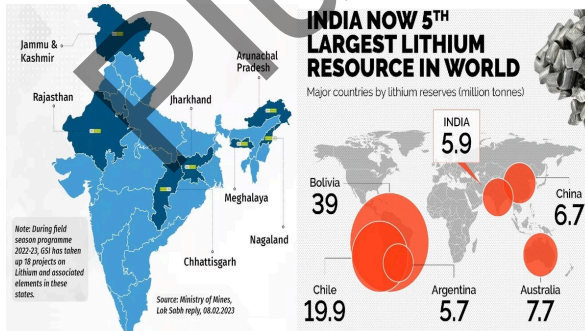 Jammu &
Kashmir
Arunachal
Pradesh
Rajasthan
Jharkhand
Meghalaya
Nagaland
Chhattisgarh
Note: During field
season programme
2022-23, GSI has taken
up 18 projects on
Lithium and associated
elements in these
states.
Source: Ministry of Mines,
Lok Sabh reply, 08.02.2023
INDIA NOW 5TH
LARGEST LITHIUM
RESOURCE IN WORLD
Major countries by lithium reserves (million tonnes)
INDIA
5.9
Bolivia
39
China
6.7
Chile
19.9
Argentina
5.7
Australia
7.7